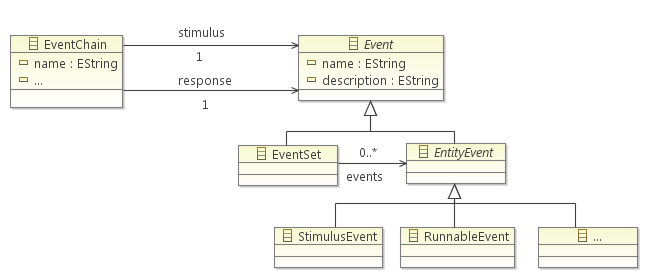 stimulus
EventChain
Event
1
name : EString
name : EString
...
response
description : EString
1
EventSet
0..*
EntityEvent
events
StimulusEvent
RunnableEvent
...